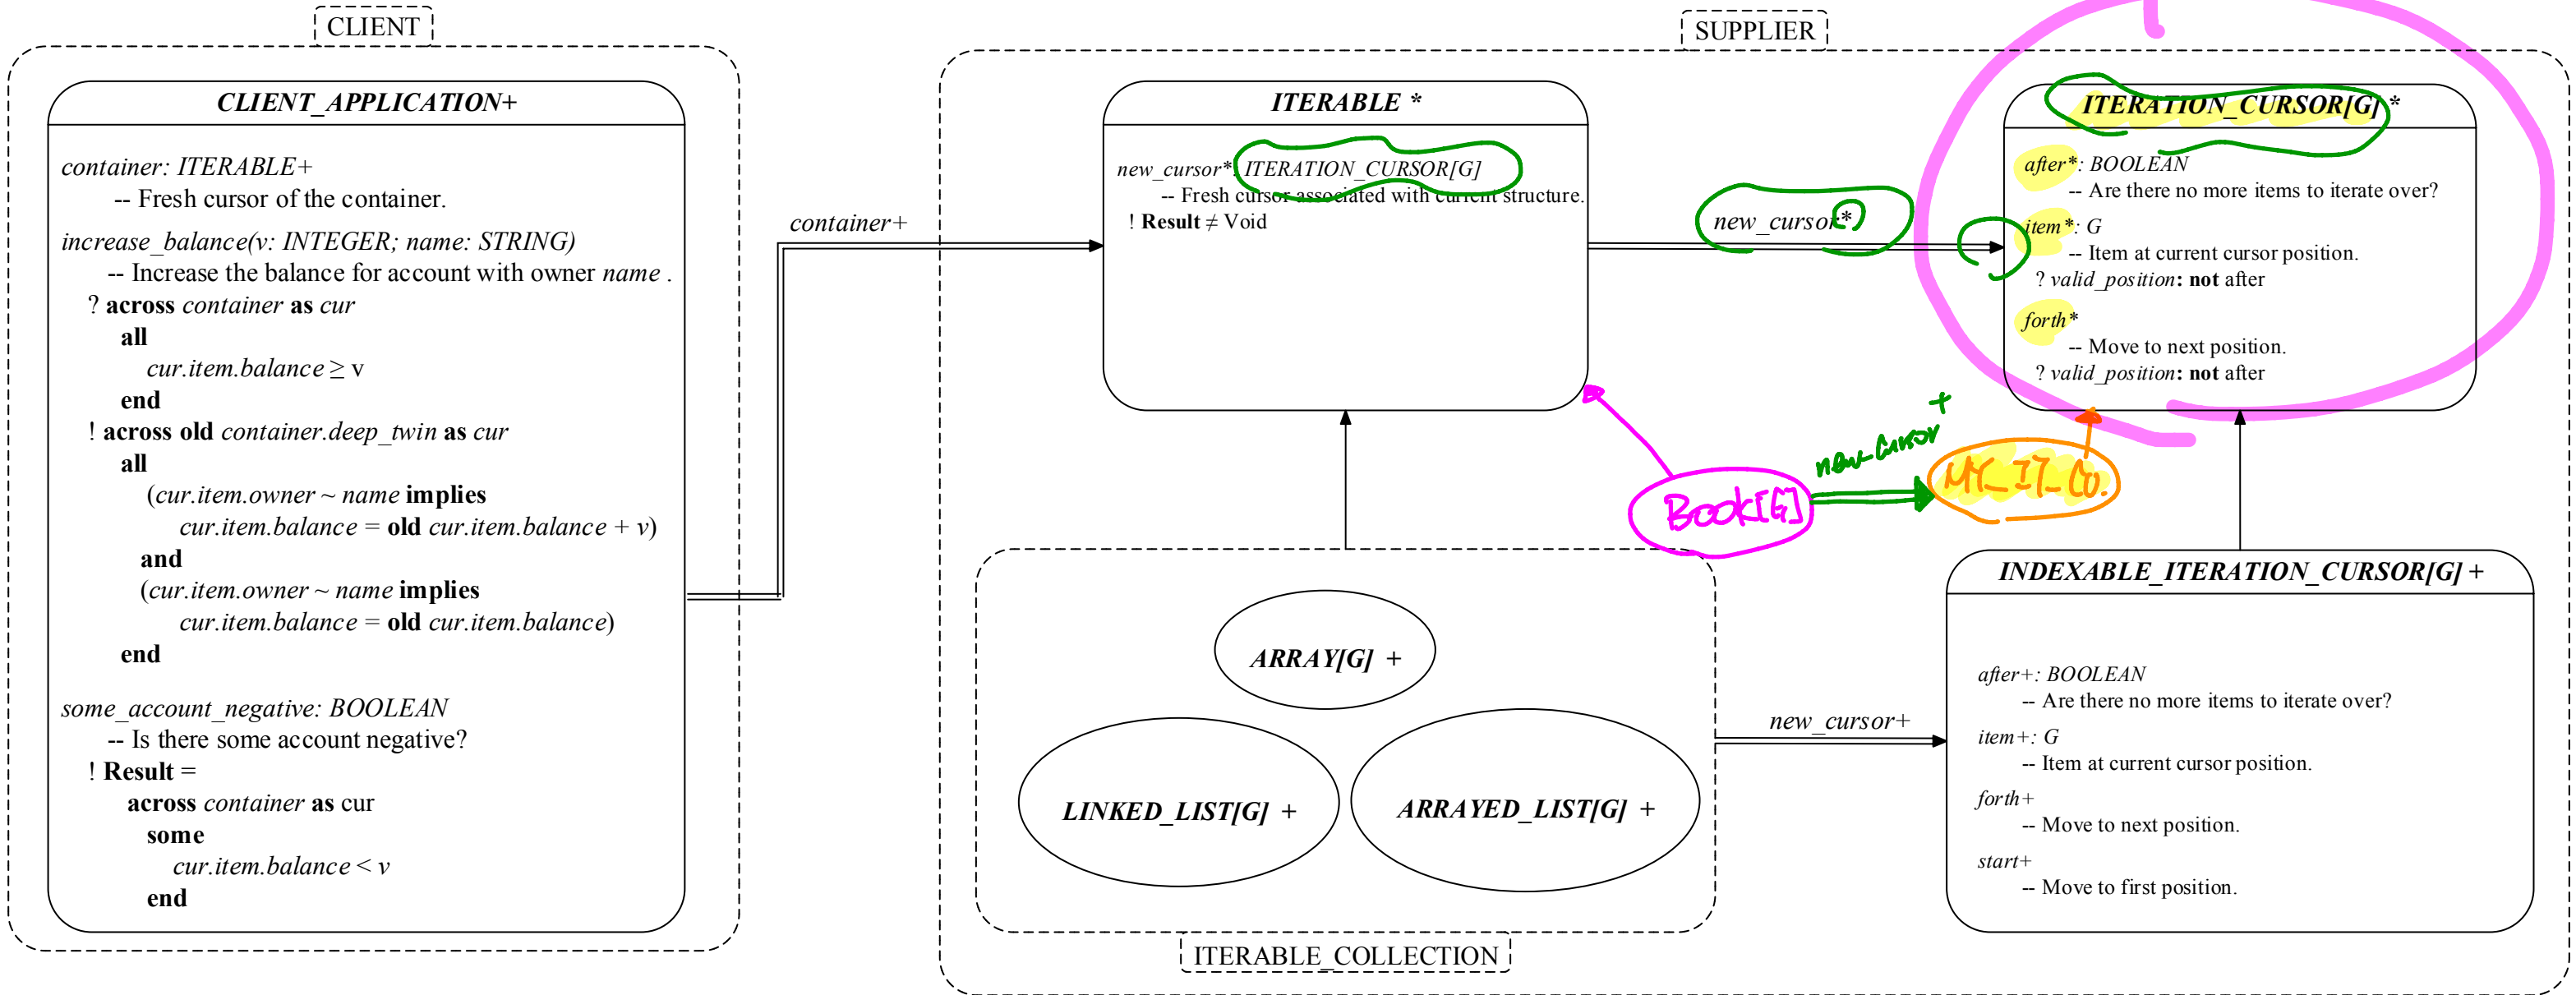 CLIENT
CLIENT_APPLICATION+
container: ITERABLE+
-- Fresh cursor of the container.
increase_balance(v: INTEGER; name: STRING)
-- Increase the balance for account with owner name .
? across container as cur
all
cur.item.balance ≥ v
end
! across old container.deep_twin as cur
all
(cur.item.owner ~ name implies
cur.item.balance = old cur.item.balance + v)
and
(cur.item.owner ~ name implies
cur.item.balance = old cur.item.balance)
end
some_account_negative: BOOLEAN
-- Is there some account negative?
! Result =
across container as cur
some
cur.item.balance < v
end
container+
SUPPLIER
ITERABLE *
new_cursor*: ITERATION_CURSOR[G]
-- Fresh cursor associated with current structure.
! Result ≠ Void
new_cursor*
ITERATION_CURSOR[G] *
after*: BOOLEAN
-- Are there no more items to iterate over?
item*: G
-- Item at current cursor position.
? valid_position: not after
forth*
-- Move to next position.
? valid_position: not after
Book[G]
new_cursor +
MY_IT_Co.
ARRAY[G] +
LINKED_LIST[G] +
ARRAYED_LIST[G] +
ITERABLE_COLLECTION
new_cursor+
INDEXABLE_ITERATION_CURSOR[G] +
after+: BOOLEAN
-- Are there no more items to iterate over?
item+: G
-- Item at current cursor position.
forth+
-- Move to next position.
start+
-- Move to first position.